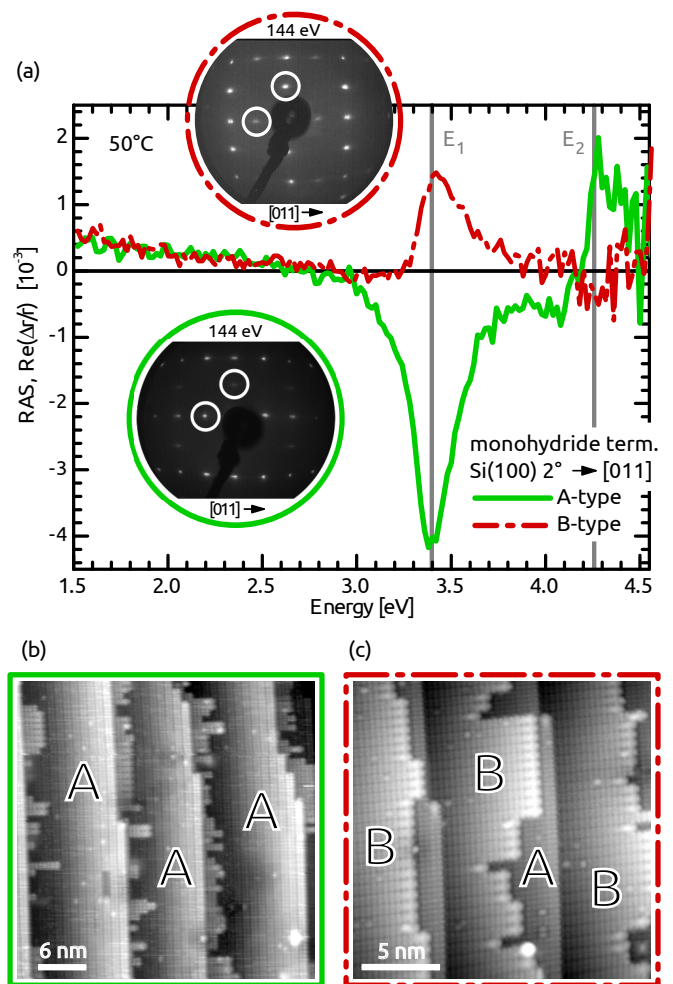 144 eV
(a)
[011]→
50°C
E₁
E₂
2
1
0
-1
-2
-3
-4
RAS, Re(Δr/r) [10⁻³]
144 eV
[011]→
monohydride term.
Si(100) 2° → [011]
A-type
B-type
1.5 2.0 2.5 3.0 3.5 4.0 4.5
Energy [eV]
(b)
(c)
A
A
A
6 nm
B
B
A
B
5 nm